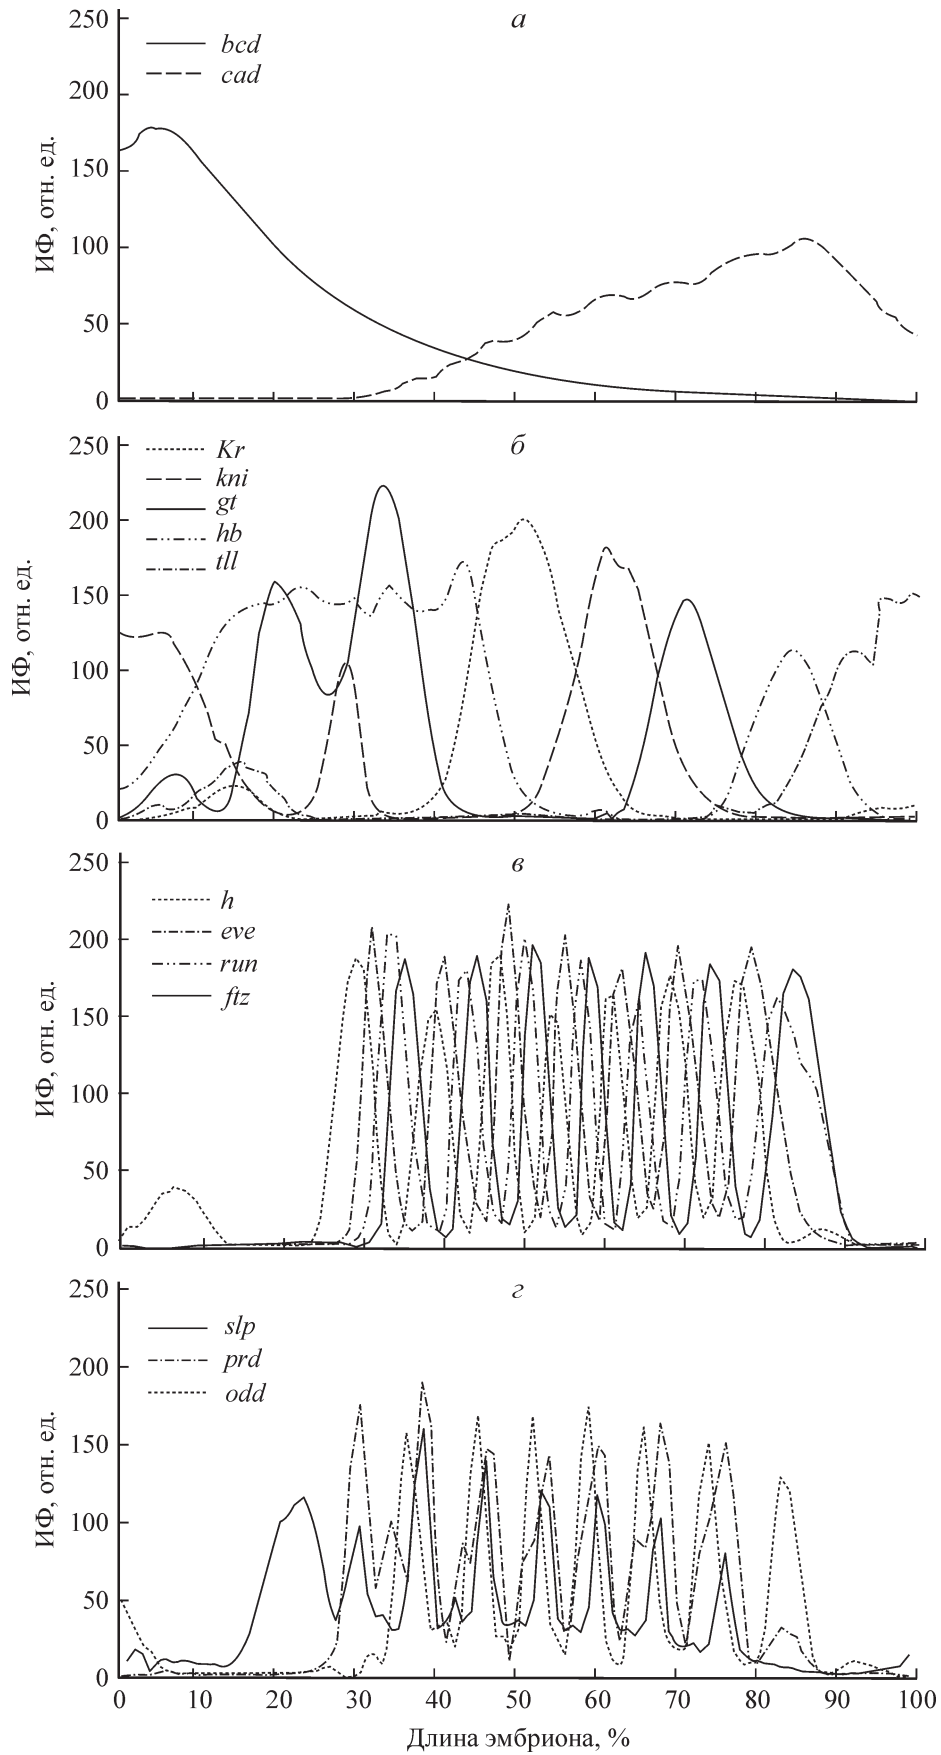 а
250
200
150
100
50
0
ИФ, отн. ед.
bcd
cad
б
250
200
150
100
50
0
ИФ, отн. ед.
Kr
kni
gt
hb
tll
в
250
200
150
100
50
0
ИФ, отн. ед.
h
eve
run
ftz
г
250
200
150
100
50
0
ИФ, отн. ед.
slp
prd
odd
0 10 20 30 40 50 60 70 80 90 100
Длина эмбриона, %